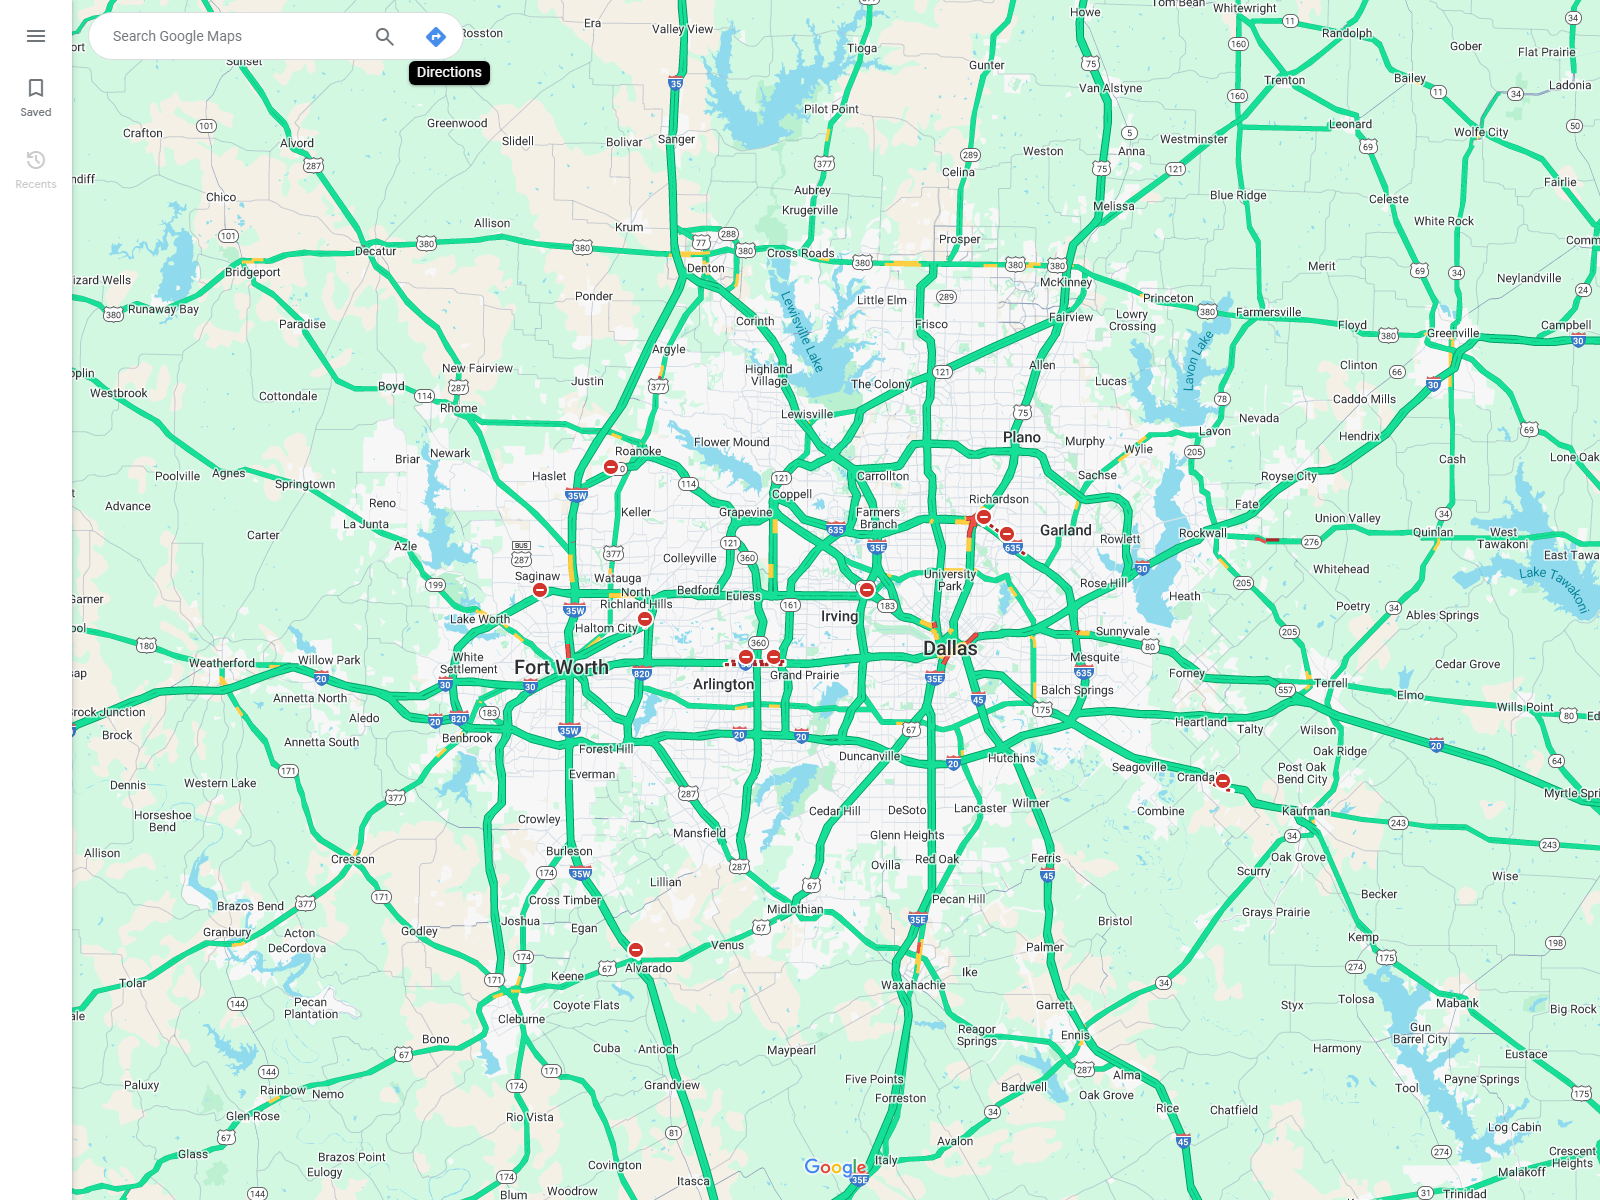 Search Google Maps
Directions
Saved
Recents
Era
Rosston
Valley View
Tioga
Howe
Tom Bean
Whitewright
Randolph
Gober
Flat Prairie
Ladonia
Sunset
Gunter
Van Alstyne
Trenton
Bailey
Pilot Point
Greenwood
Slidell
Bolivar
Sanger
Crafton
Alvord
Westminster
Leonard
Wolfe City
Weston
Anna
Celina
Aubrey
Krugerville
Blue Ridge
Celeste
Fairlie
Chico
Allison
Krum
Melissa
White Rock
Decatur
Bridgeport
Cross Roads
Prosper
Denton
McKinney
Merit
Neylandville
Runaway Bay
Ponder
Little Elm
Princeton
Paradise
Corinth
Lewisville Lake
Frisco
Fairview
Lowry
Crossing
Farmersville
Floyd
Greenville
Campbell
Lavon Lake
Argyle
New Fairview
Justin
Highland
Village
The Colony
Allen
Lucas
Clinton
Westbrook
Cottondale
Boyd
Rhome
Lewisville
Caddo Mills
Nevada
Lavon
Flower Mound
Plano
Murphy
Wylie
Hendrix
Briar
Newark
Roanoke
Haslet
Carrollton
Sachse
Royse City
Cash
Lone Oak
Poolville
Agnes
Springtown
Coppell
Richardson
Fate
Advance
Reno
La Junta
Keller
Grapevine
Farmers
Branch
Garland
Rowlett
Rockwall
Union Valley
Quinlan
West
Tawakoni
East Tawa
Lake Tawakoni
Carter
Azle
Colleyville
Saginaw
Watauga
University
Park
Rose Hill
Heath
Whitehead
Poetry
Ables Springs
North
Richland Hills
Bedford
Euless
Irving
Lake Worth
Haltom City
Dallas
Sunnyvale
Weatherford
Willow Park
White
Settlement
Fort Worth
Arlington
Grand Prairie
Mesquite
Balch Springs
Forney
Terrell
Cedar Grove
Elmo
Wills Point
Annetta North
Aledo
Brock Junction
Brock
Annetta South
Benbrook
Forest Hill
Everman
Duncanville
Hutchins
Heartland
Talty
Wilson
Oak Ridge
Post Oak
Bend City
Seagoville
Combine
Kaufman
Myrtle Spri
Dennis
Western Lake
Horseshoe
Bend
Crowley
Mansfield
Cedar Hill
DeSoto
Lancaster
Wilmer
Glenn Heights
Allison
Cresson
Burleson
Ovilla
Red Oak
Ferris
Oak Grove
Scurry
Wise
Lillian
Cross Timber
Pecan Hill
Becker
Brazos Bend
Granbury
Acton
DeCordova
Godley
Joshua
Egan
Midlothian
Venus
Bristol
Grays Prairie
Kemp
Palmer
Tolar
Keene
Alvarado
Ike
Waxahachie
Pecan
Plantation
Coyote Flats
Cleburne
Garrett
Styx
Tolosa
Mabank
Big Rock
Gun
Barrel City
Bono
Cuba
Antioch
Maypearl
Reagor
Springs
Ennis
Harmony
Eustace
Paluxy
Rainbow
Nemo
Grandview
Five Points
Forreston
Bardwell
Alma
Oak Grove
Rice
Chatfield
Tool
Payne Springs
Glen Rose
Rio Vista
Log Cabin
Glass
Brazos Point
Eulogy
Covington
Itasca
Italy
Avalon
Crescent
Heights
Malakoff
Trinidad
Blum
Woodrow
Google